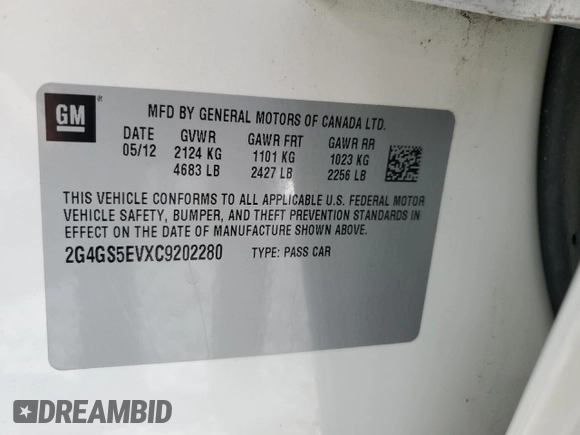 GM ®
MFD BY GENERAL MOTORS OF CANADA LTD.
DATE GVWR GAWR FRT GAWR RR
05/12 2124 KG 1101 KG 1023 KG
4683 LB 2427 LB 2256 LB
THIS VEHICLE CONFORMS TO ALL APPLICABLE U.S. FEDERAL MOTOR
VEHICLE SAFETY, BUMPER, AND THEFT PREVENTION STANDARDS IN
EFFECT ON THE DATE OF MANUFACTURE SHOWN ABOVE.
2G4GS5EVXC9202280 TYPE: PASS CAR
DREAMBID